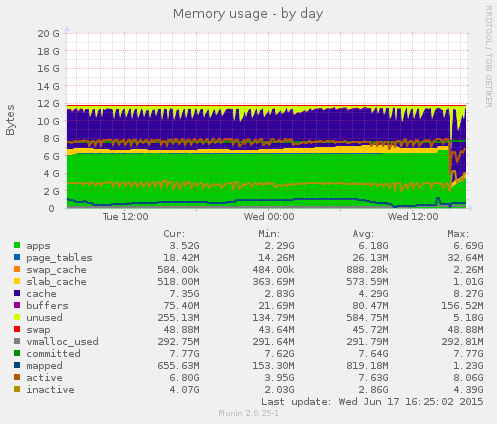 Memory usage - by day
RRDTOOL / TOBI OETIKER
Bytes
20 G
18 G
16 G
14 G
12 G
10 G
8 G
6 G
4 G
2 G
0
Tue 12:00 Wed 00:00 Wed 12:00
Cur: Min: Avg: Max:
apps 3.52G 2.29G 6.18G 6.69G
page_tables 18.42M 14.26M 26.13M 32.64M
swap_cache 584.00k 484.00k 888.28k 2.26M
slab_cache 518.00M 363.69M 573.59M 1.01G
cache 7.35G 2.83G 4.29G 8.27G
buffers 75.40M 21.69M 80.47M 156.52M
unused 255.13M 134.79M 584.75M 5.18G
swap 48.88M 43.64M 45.72M 48.88M
vmalloc_used 292.75M 291.64M 291.79M 292.81M
committed 7.77G 7.62G 7.64G 7.77G
mapped 655.63M 153.30M 819.18M 1.23G
active 6.80G 3.95G 7.63G 8.06G
inactive 4.07G 2.03G 2.86G 4.39G
Last update: Wed Jun 17 16:25:02 2015
Munin 2.0.25-1